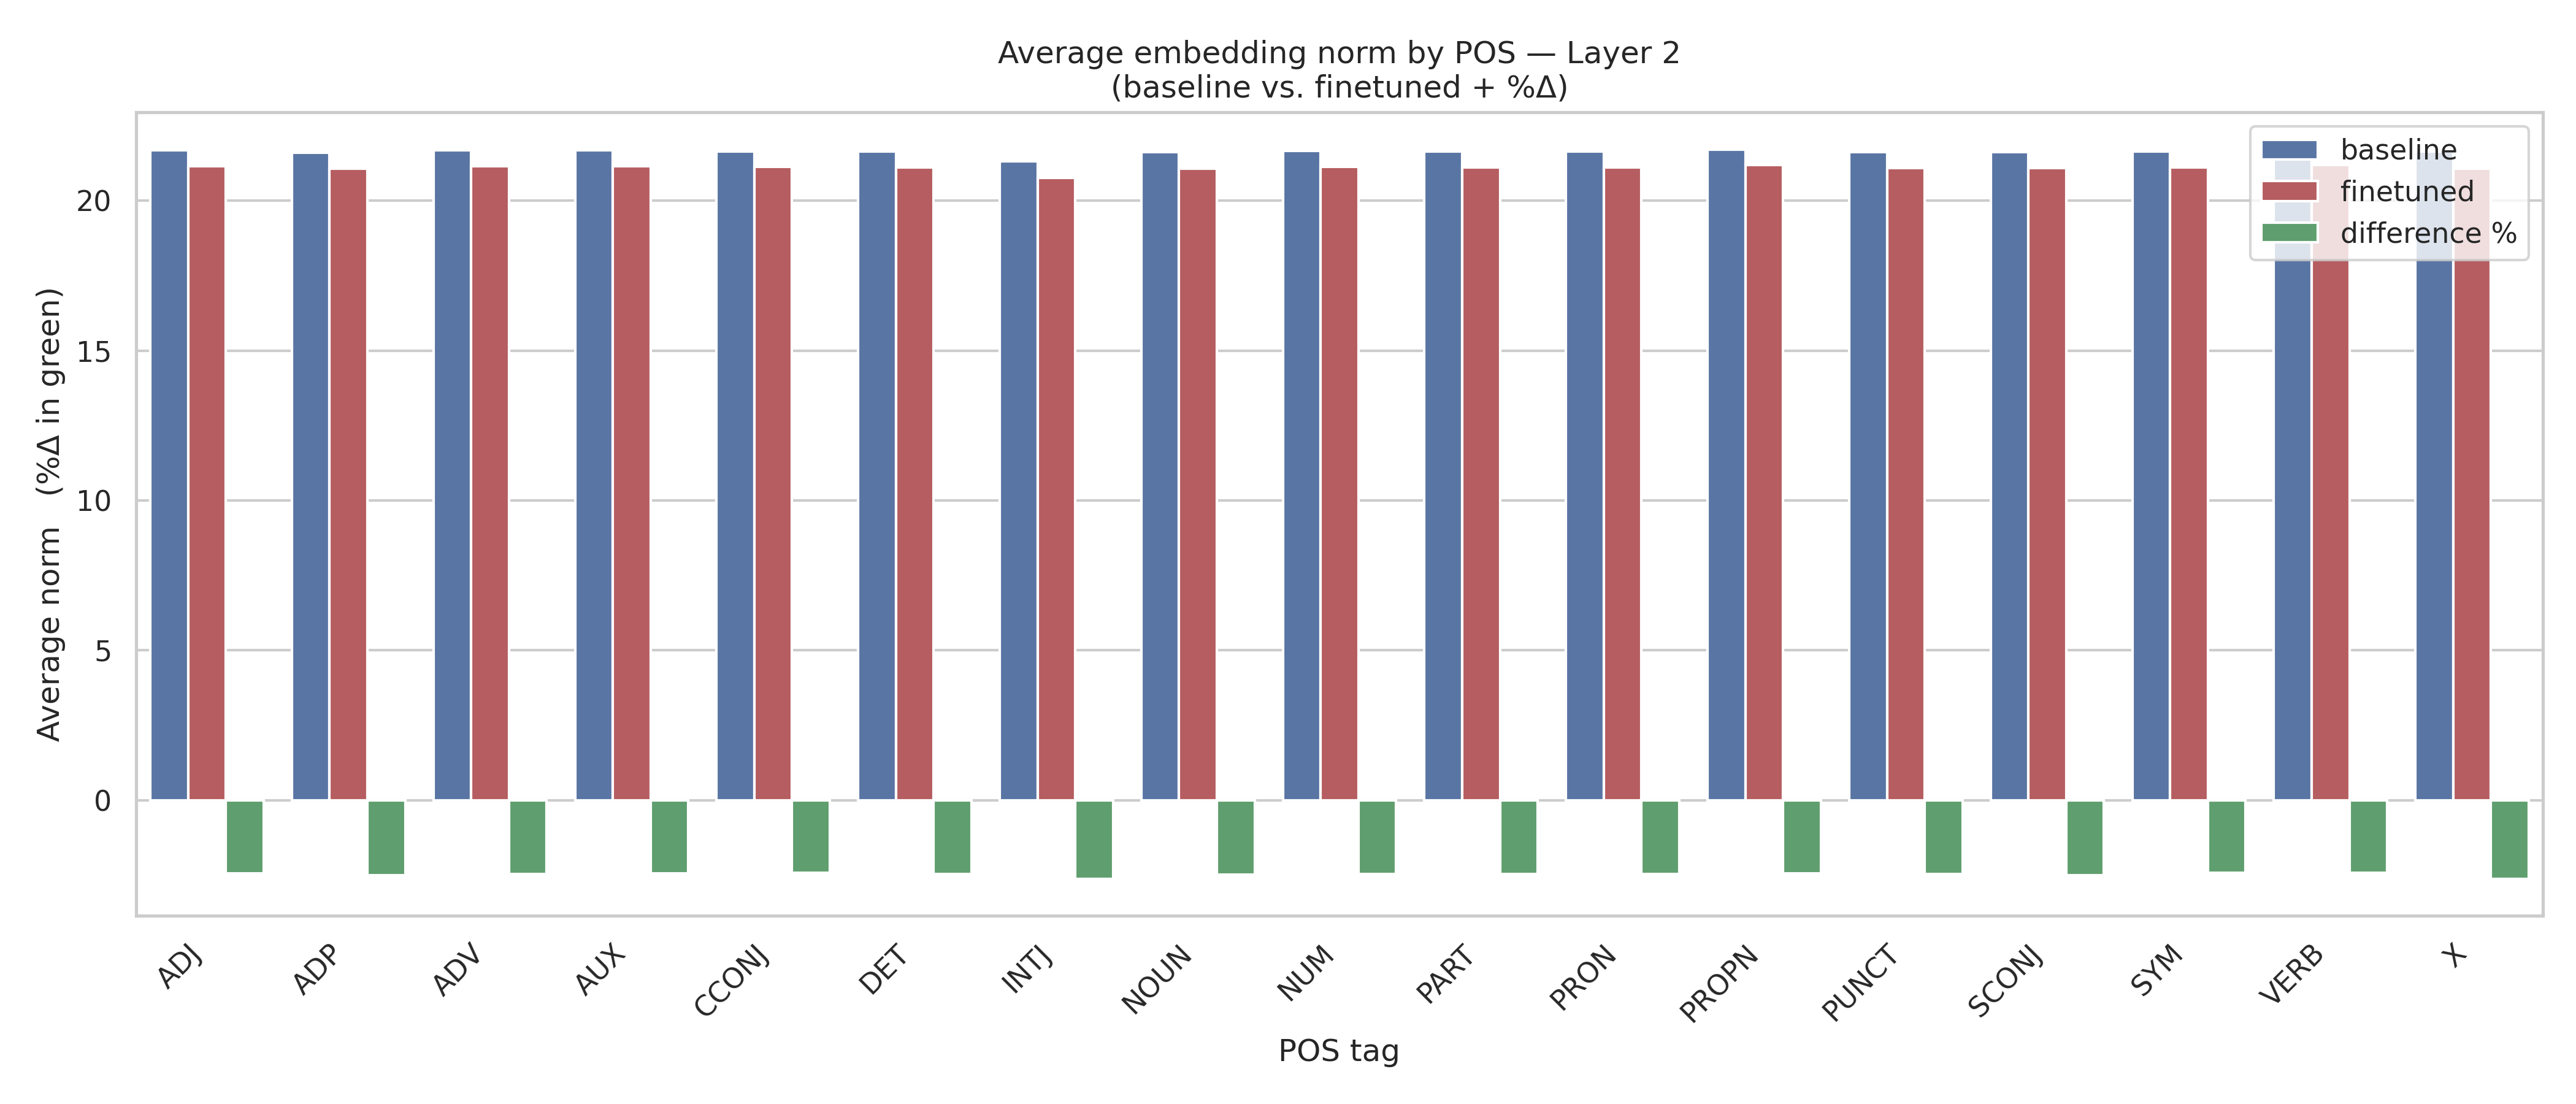 Average embedding norm by POS — Layer 2
(baseline vs. finetuned + %Δ)
baseline
finetuned
difference %
Average norm (%Δ in green)
20
15
10
5
0
ADJ
ADP
ADV
AUX
CCONJ
DET
INTJ
NOUN
NUM
PART
PRON
PROPN
PUNCT
SCONJ
SYM
VERB
X
POS tag